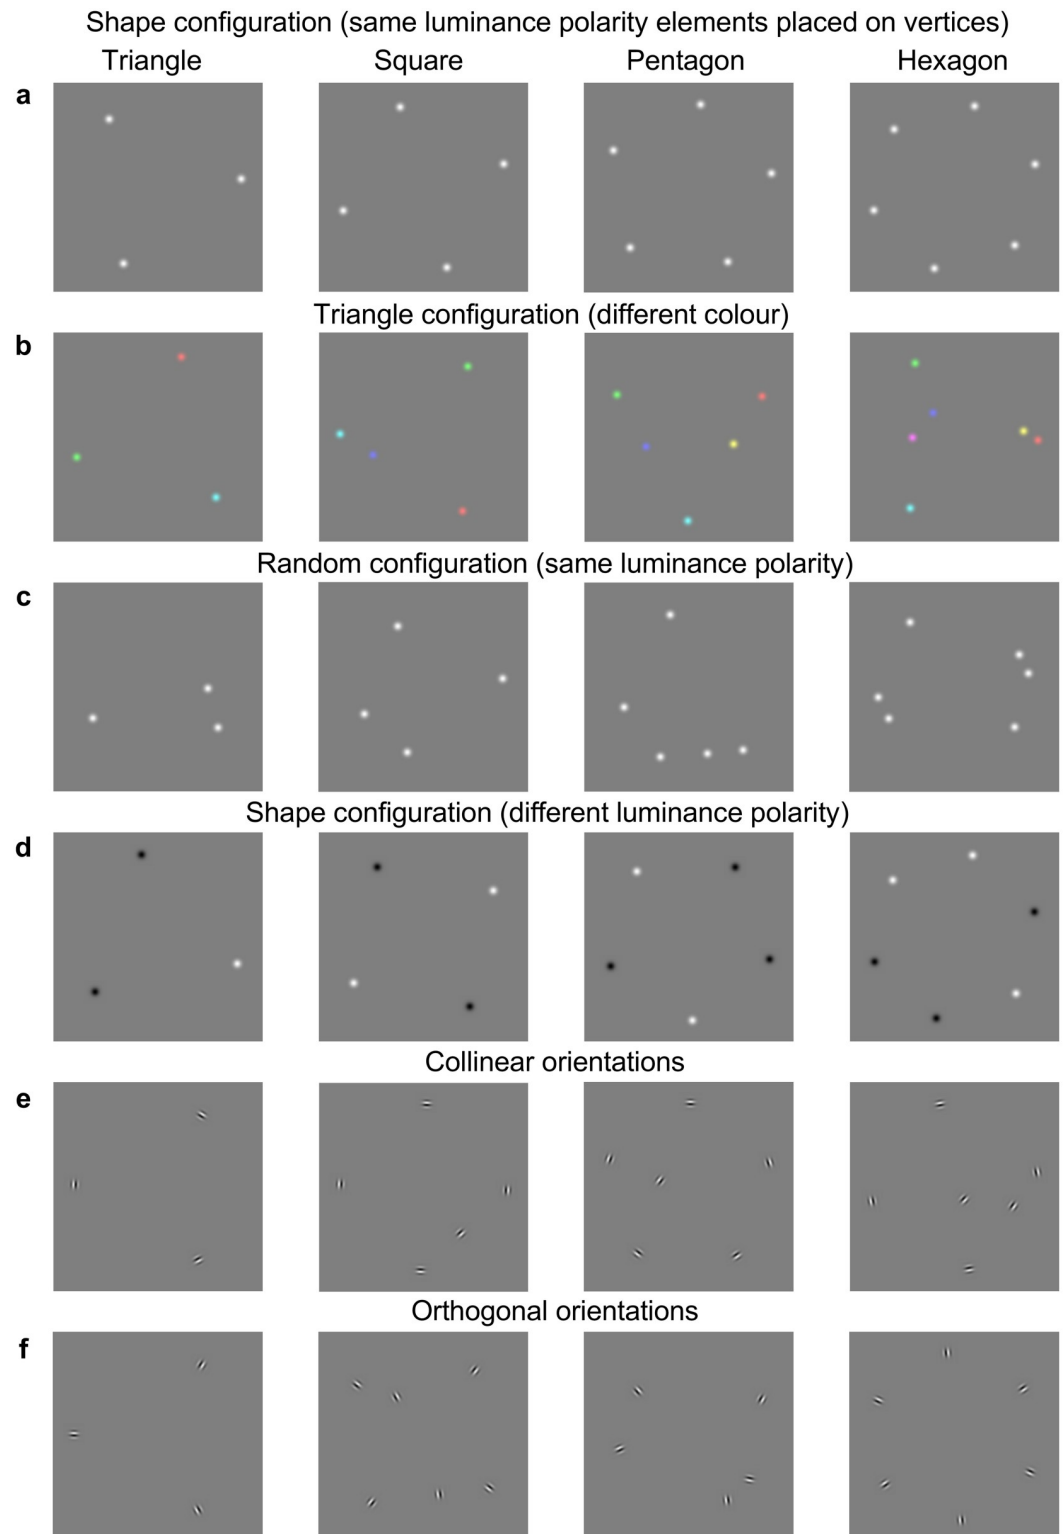 Shape configuration (same luminance polarity elements placed on vertices)
Triangle Square Pentagon Hexagon
a
Triangle configuration (different colour)
b
Random configuration (same luminance polarity)
c
Shape configuration (different luminance polarity)
d
Collinear orientations
e
Orthogonal orientations
f